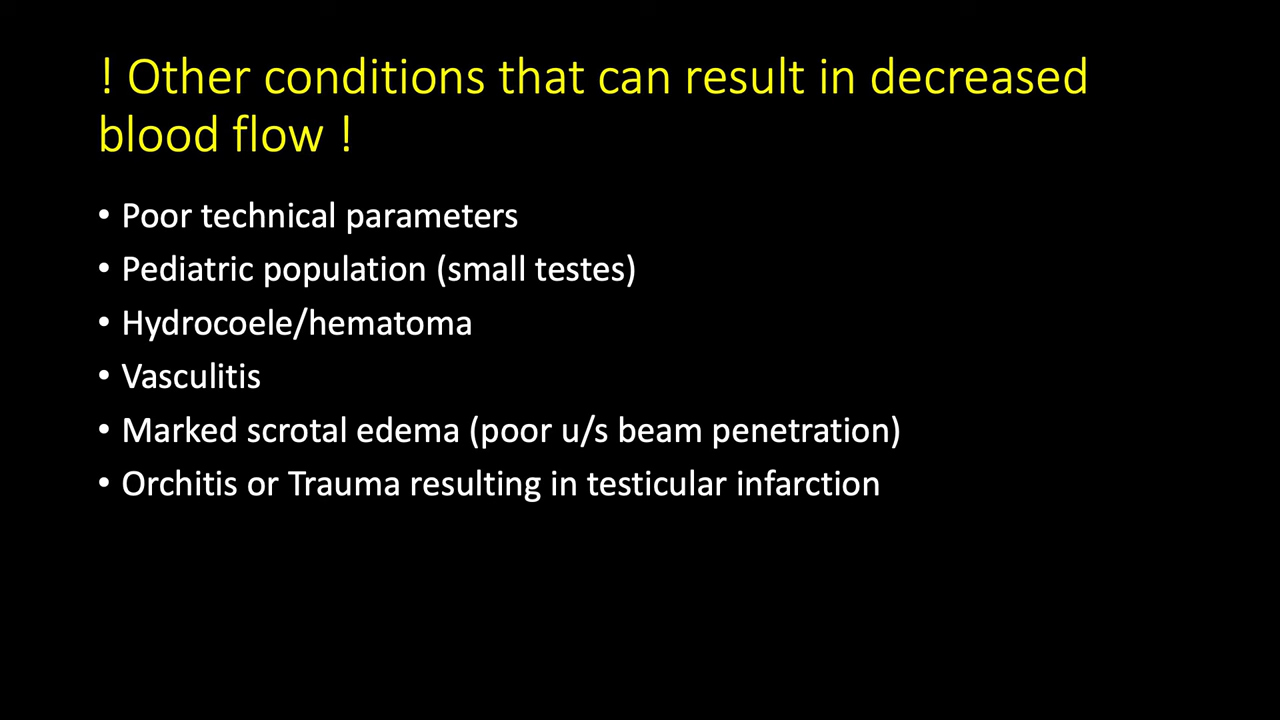 ! Other conditions that can result in decreased
blood flow !
• Poor technical parameters
• Pediatric population (small testes)
• Hydrocoele/hematoma
• Vasculitis
• Marked scrotal edema (poor u/s beam penetration)
• Orchitis or Trauma resulting in testicular infarction